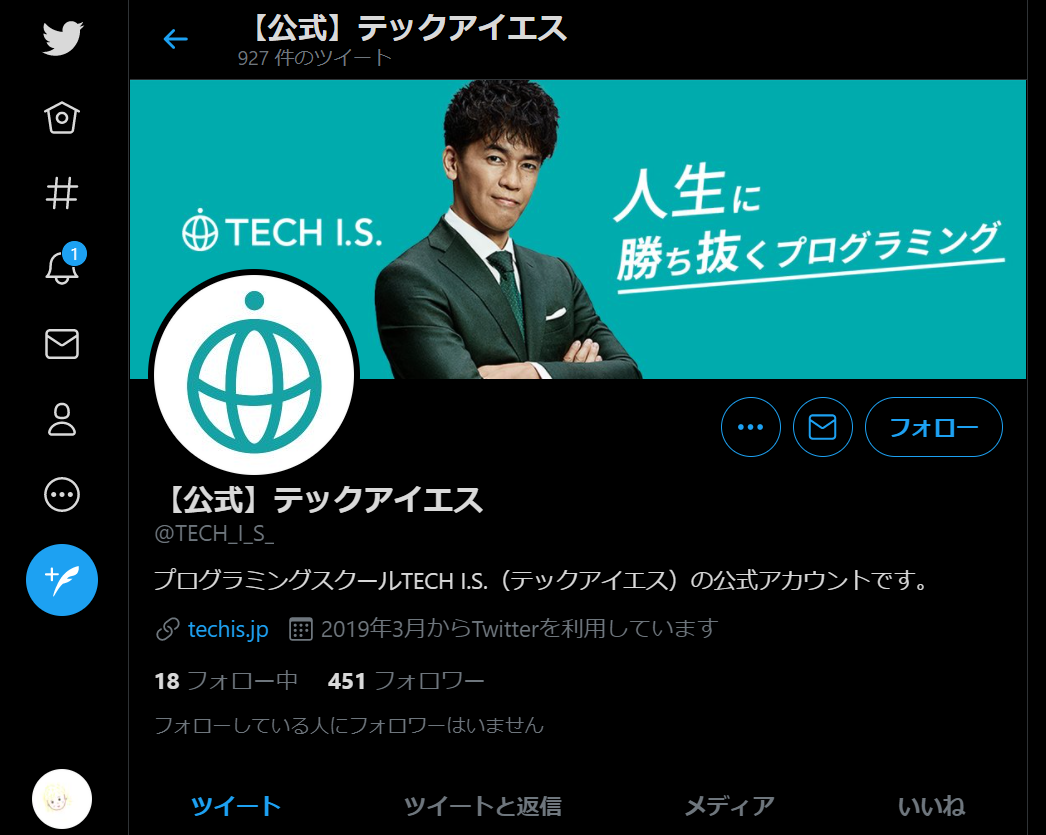 【公式】テックアイエス
927 件のツイート
TECH I.S.
人生に
勝ち抜くプログラミング
1
フォロー
【公式】テックアイエス
@TECH_I_S_
プログラミングスクールTECH I.S.（テックアイエス）の公式アカウントです。
techis.jp 2019年3月からTwitterを利用しています
18 フォロー中 451 フォロワー
フォローしている人にフォロワーはいません
ツイート ツイートと返信 メディア いいね